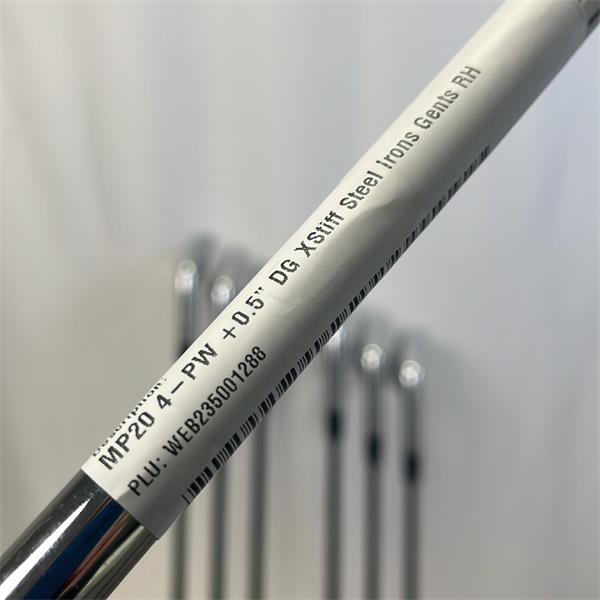 MP20 4-PW +0.5" DG XStiff Steel Irons Gents RH
PLU: WEB235001288